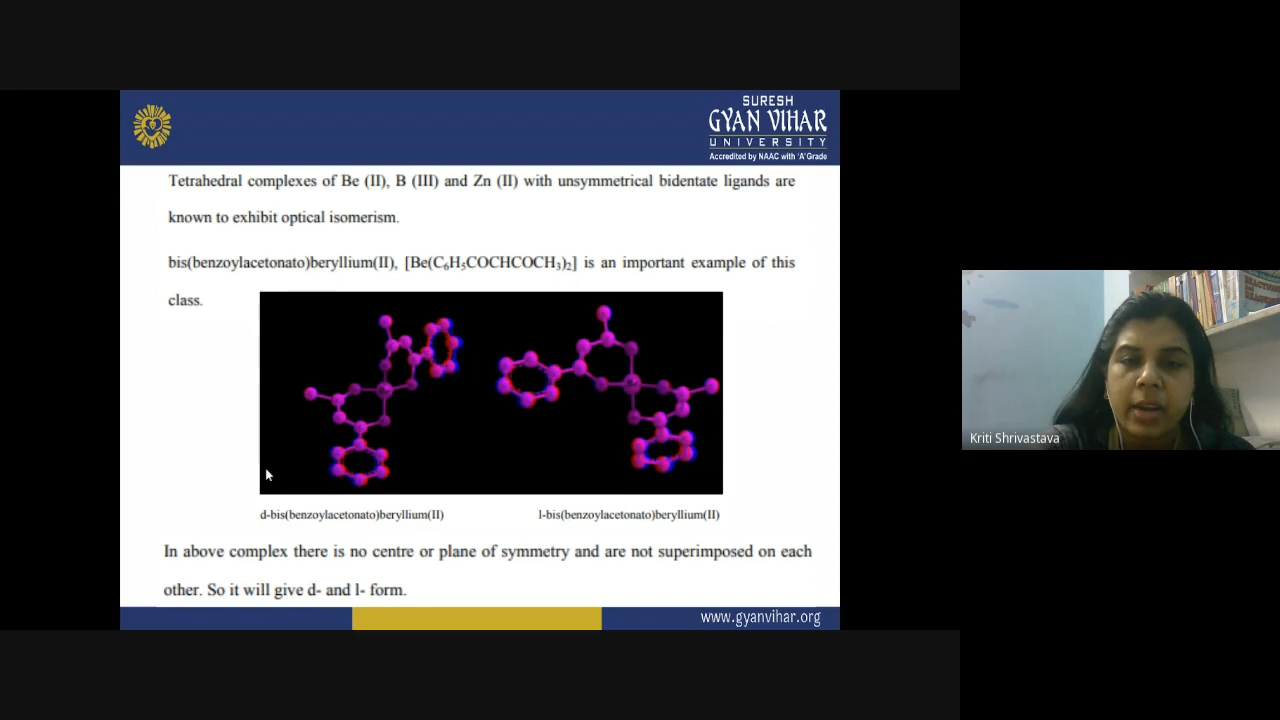 SURESH
GYAN VIHAR
UNIVERSITY
Accredited by NAAC with 'A' Grade
Tetrahedral complexes of Be (II), B (III) and Zn (II) with unsymmetrical bidentate ligands are
known to exhibit optical isomerism.
bis(benzoylacetonato)beryllium(II), [Be(C₆H₅COCHCOCH₃)₂] is an important example of this
class.
d-bis(benzoylacetonato)beryllium(II)
l-bis(benzoylacetonato)beryllium(II)
In above complex there is no centre or plane of symmetry and are not superimposed on each
other. So it will give d- and l- form.
www.gyanvihar.org
Kriti Shrivastava